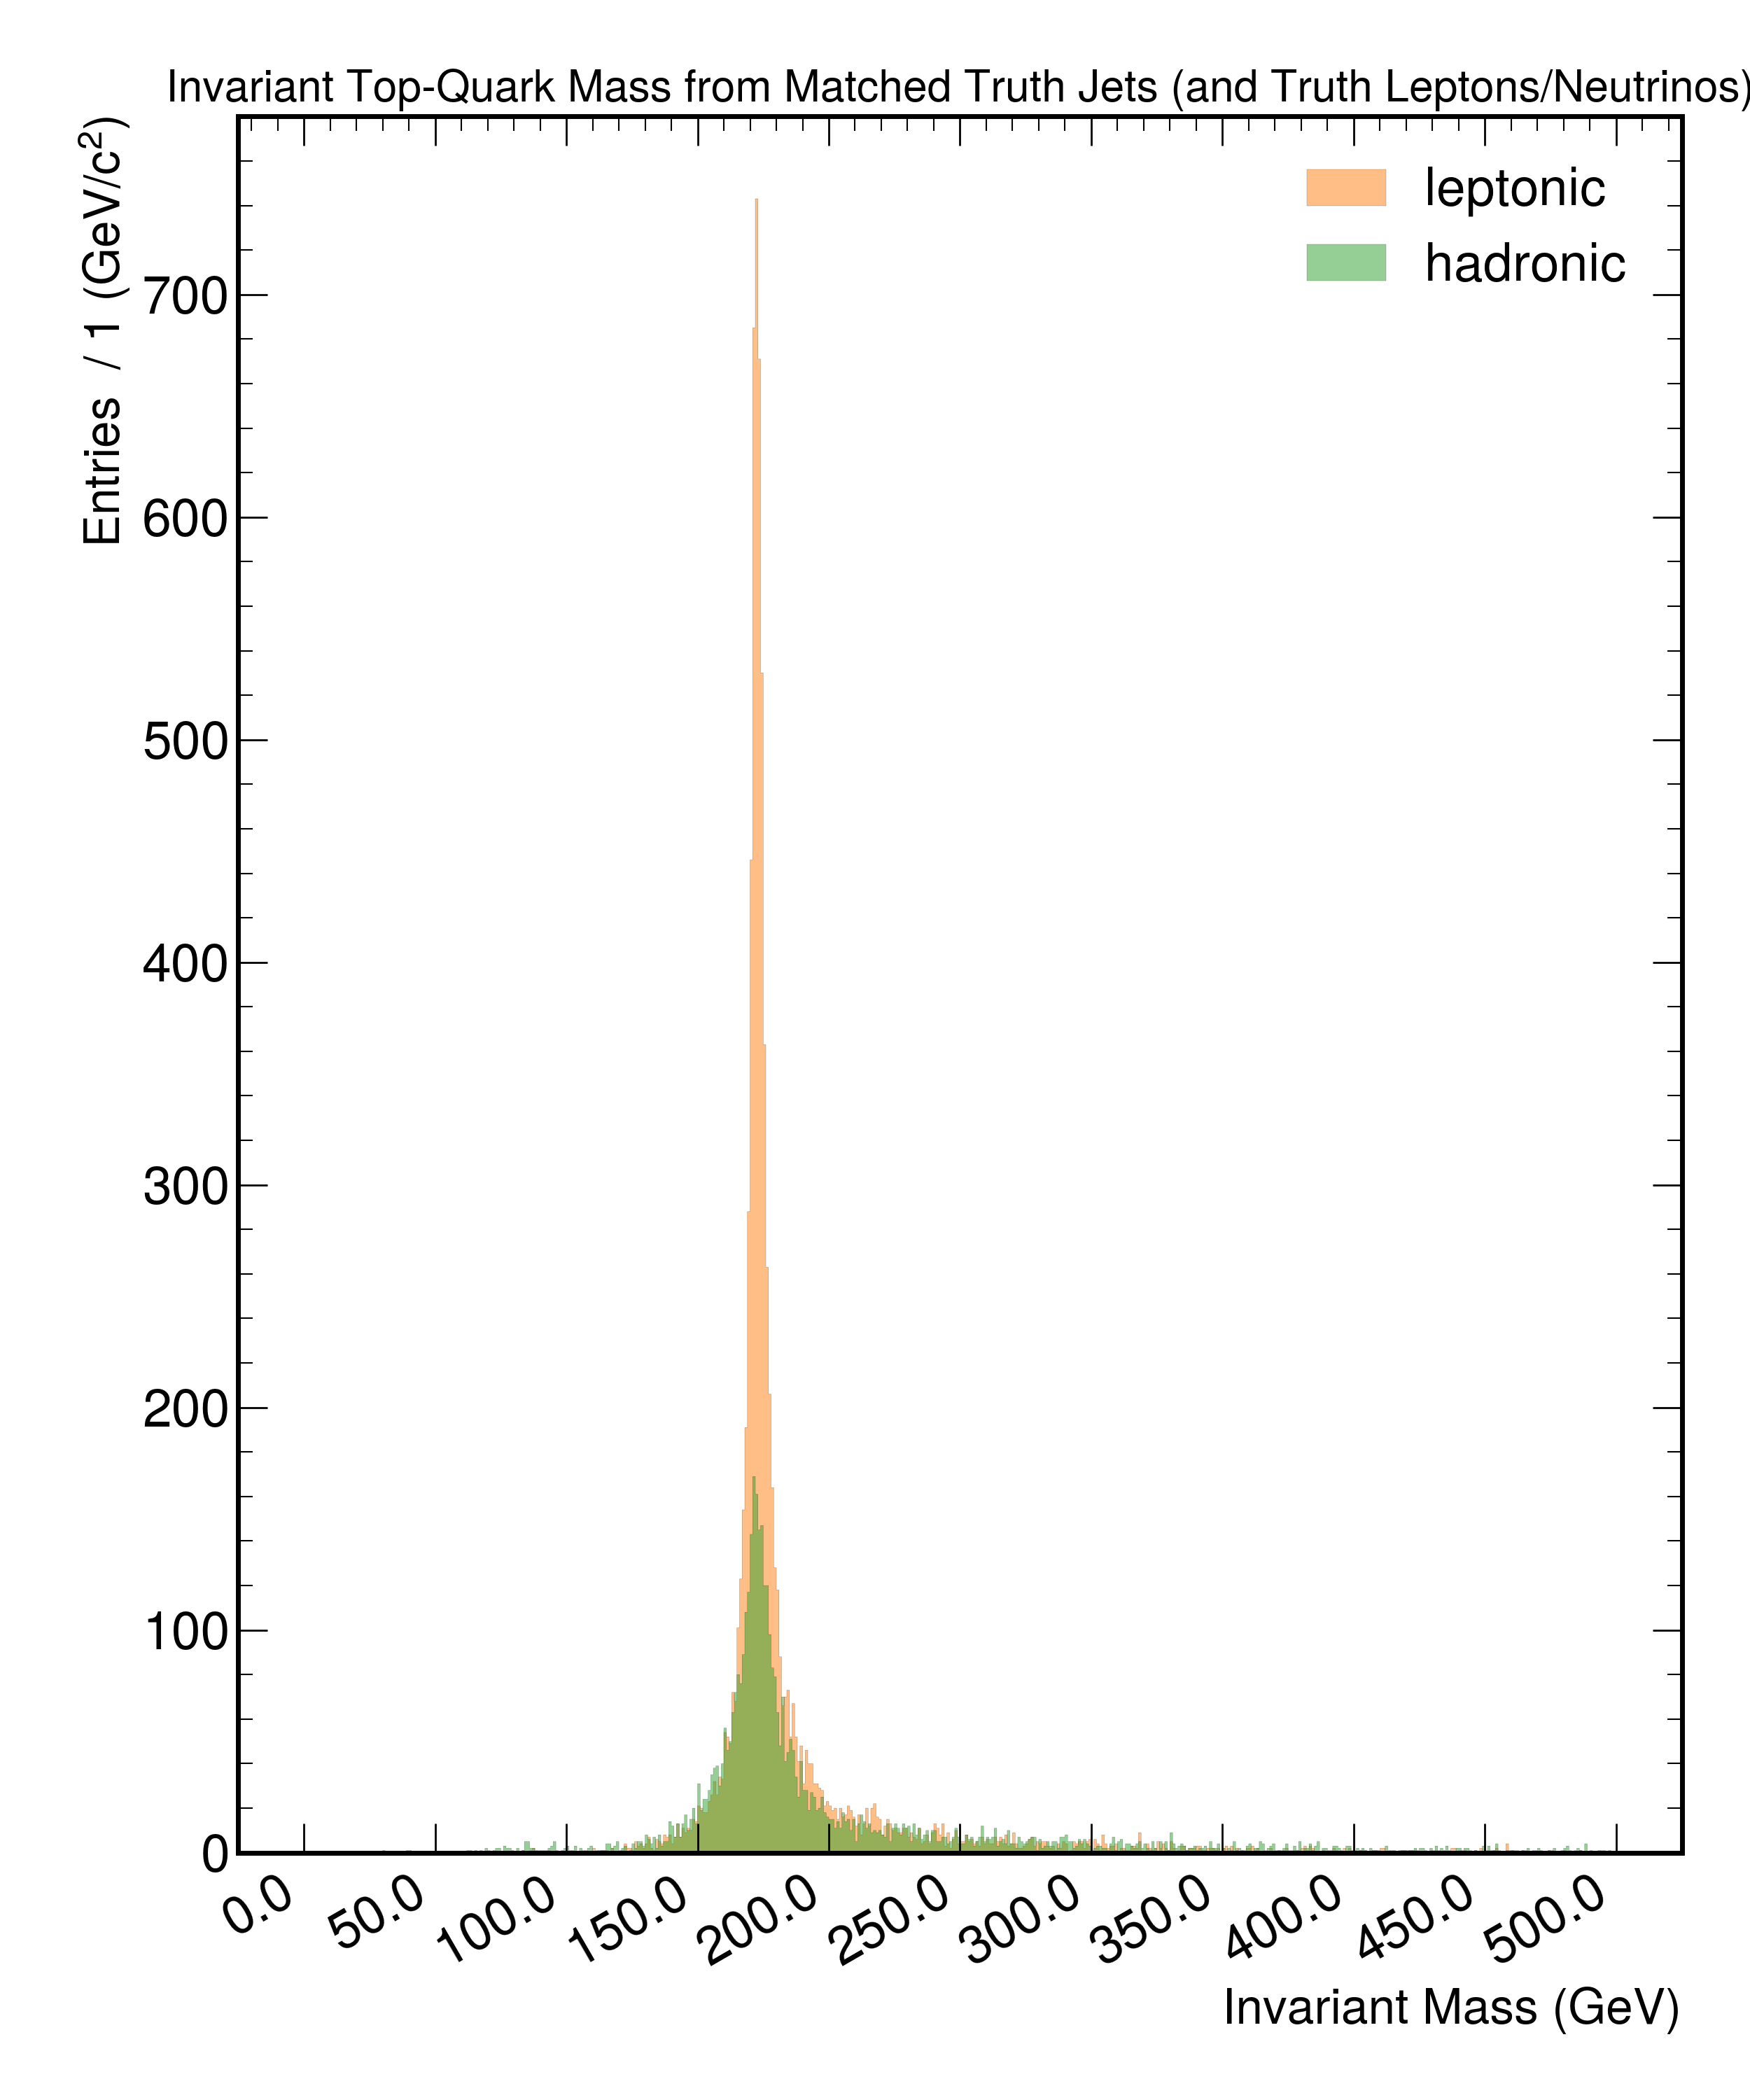 Invariant Top-Quark Mass from Matched Truth Jets (and Truth Leptons/Neutrinos)
Entries / 1 (GeV/c²)
leptonic
hadronic
700
600
500
400
300
200
100
0
0.0 50.0 100.0 150.0 200.0 250.0 300.0 350.0 400.0 450.0 500.0
Invariant Mass (GeV)